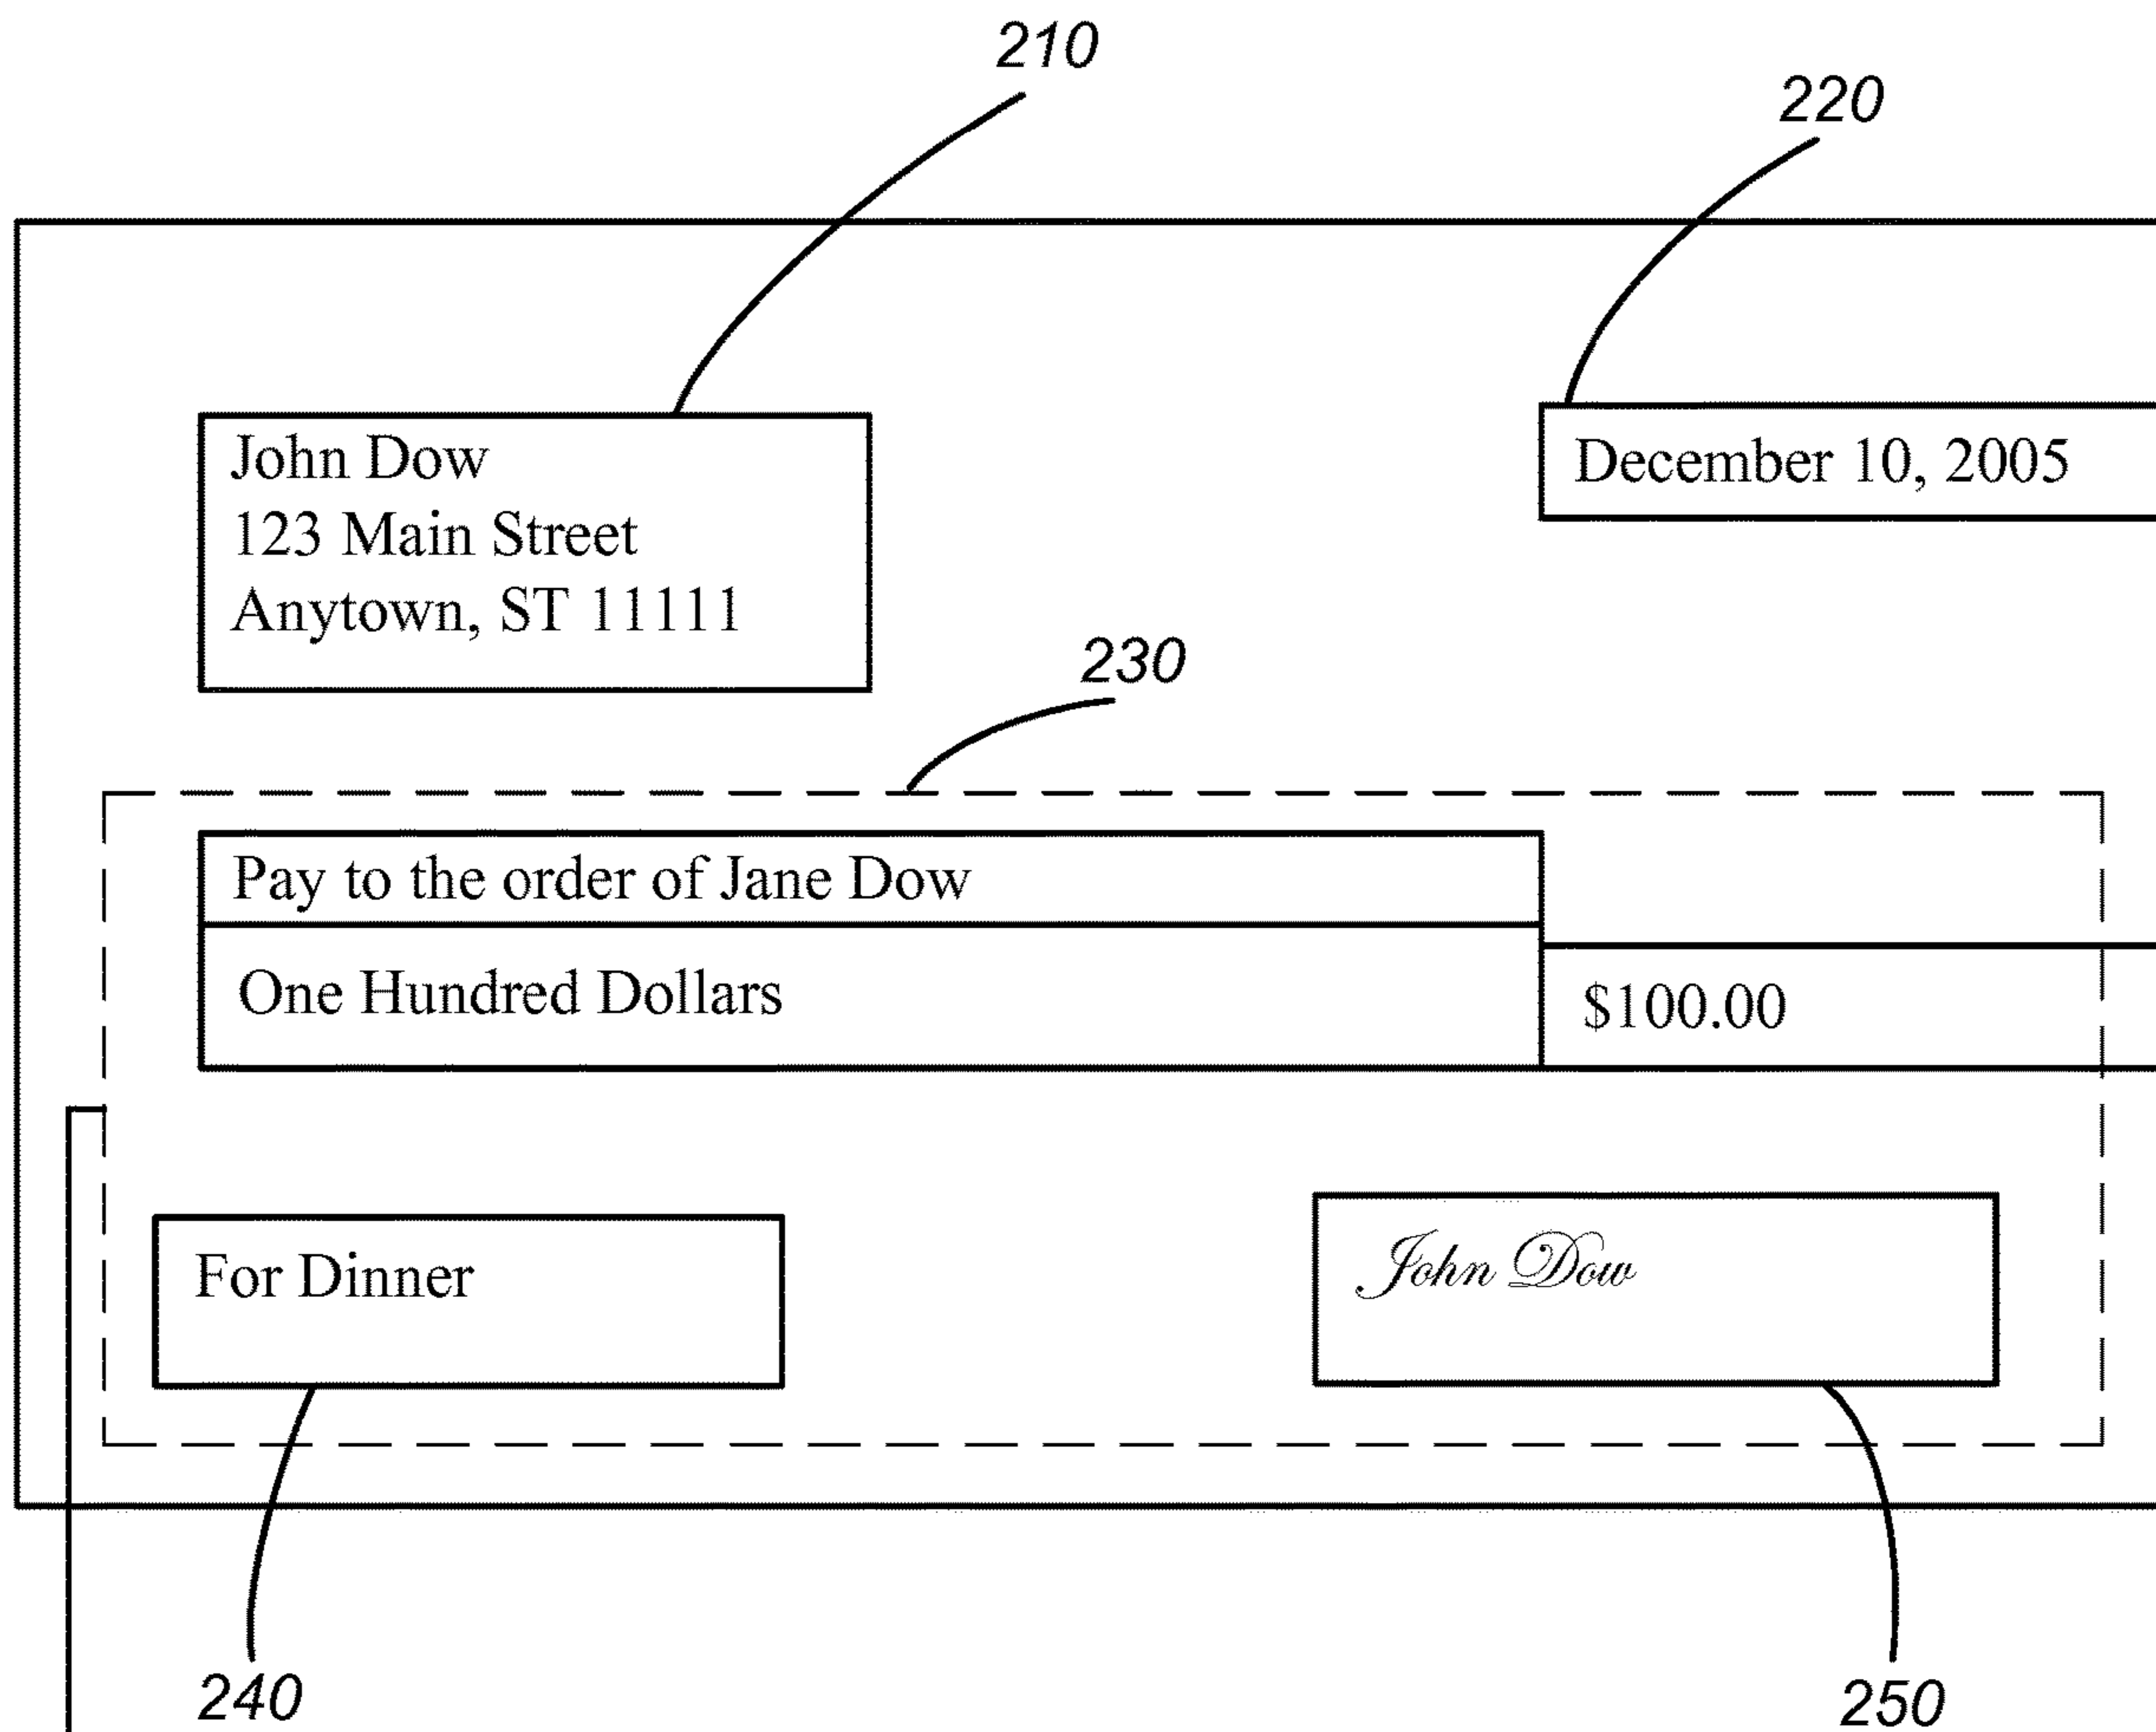 210
220
John Dow
123 Main Street
Anytown, ST 11111
December 10, 2005
230
Pay to the order of Jane Dow
One Hundred Dollars
$100.00
For Dinner
John Dow
240
250